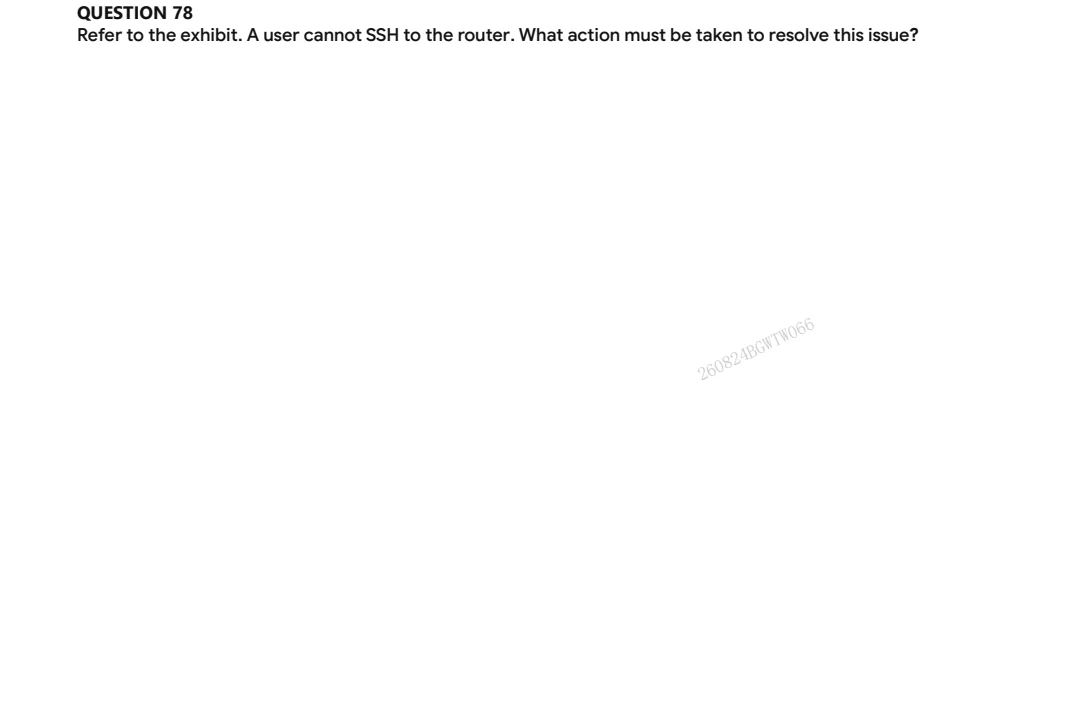 QUESTION 78
Refer to the exhibit. A user cannot SSH to the router. What action must be taken to resolve this issue?
260824BGWTW066